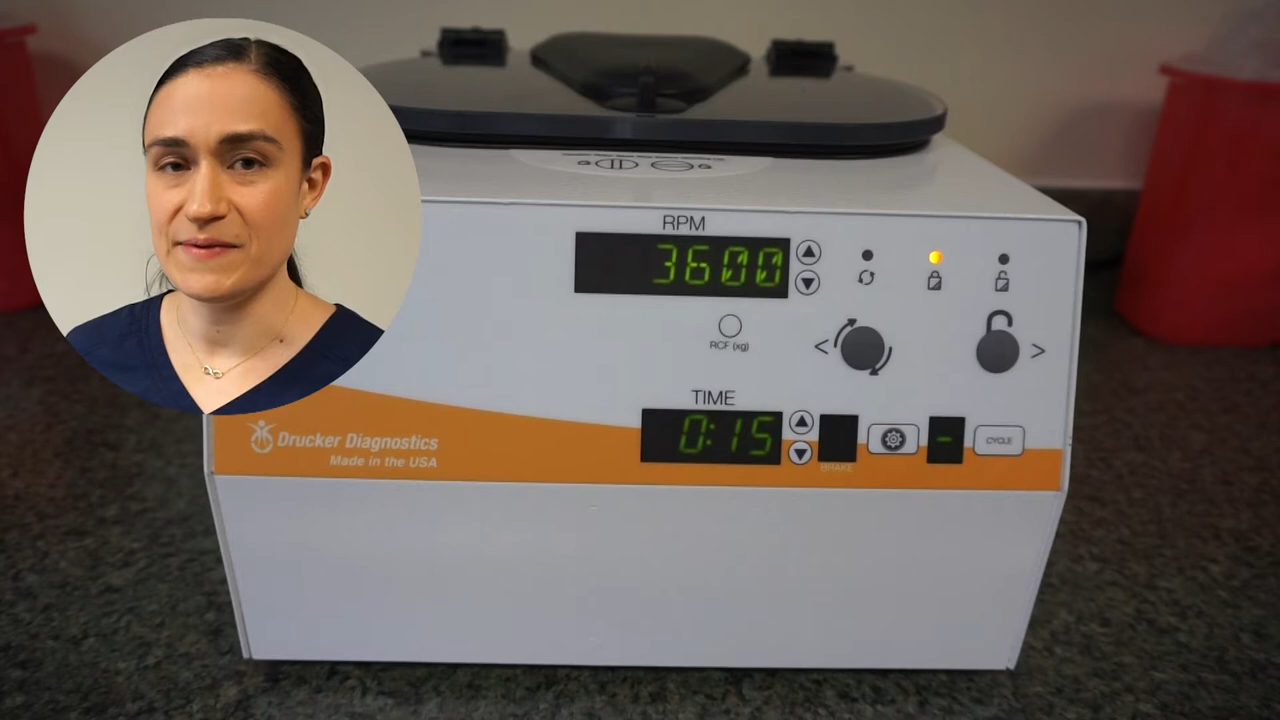 RPM
3600
RCF (xg)
<
>
TIME
0:15
BRAKE
CYCLE
Drucker Diagnostics
Made in the USA